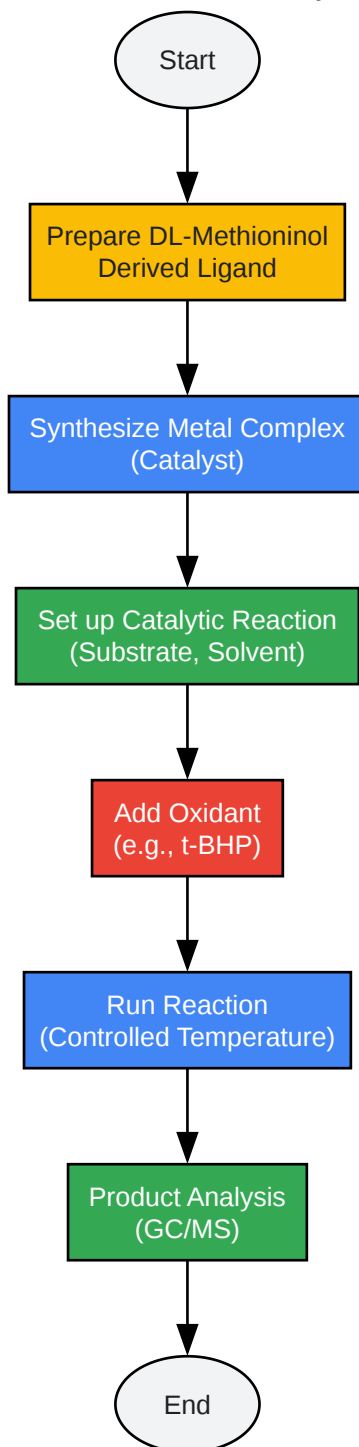 Start
Prepare DL-Methioninol
Derived Ligand
Synthesize Metal Complex
(Catalyst)
Set up Catalytic Reaction
(Substrate, Solvent)
Add Oxidant
(e.g., t-BHP)
Run Reaction
(Controlled Temperature)
Product Analysis
(GC/MS)
End